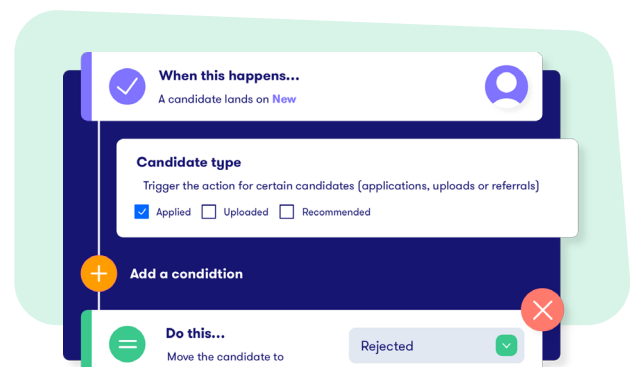 When this happens...
A candidate lands on New
Candidate type
Trigger the action for certain candidates (applications, uploads or referrals)
Applied Uploaded Recommended
Add a condidtion
Do this...
Move the candidate to
Rejected